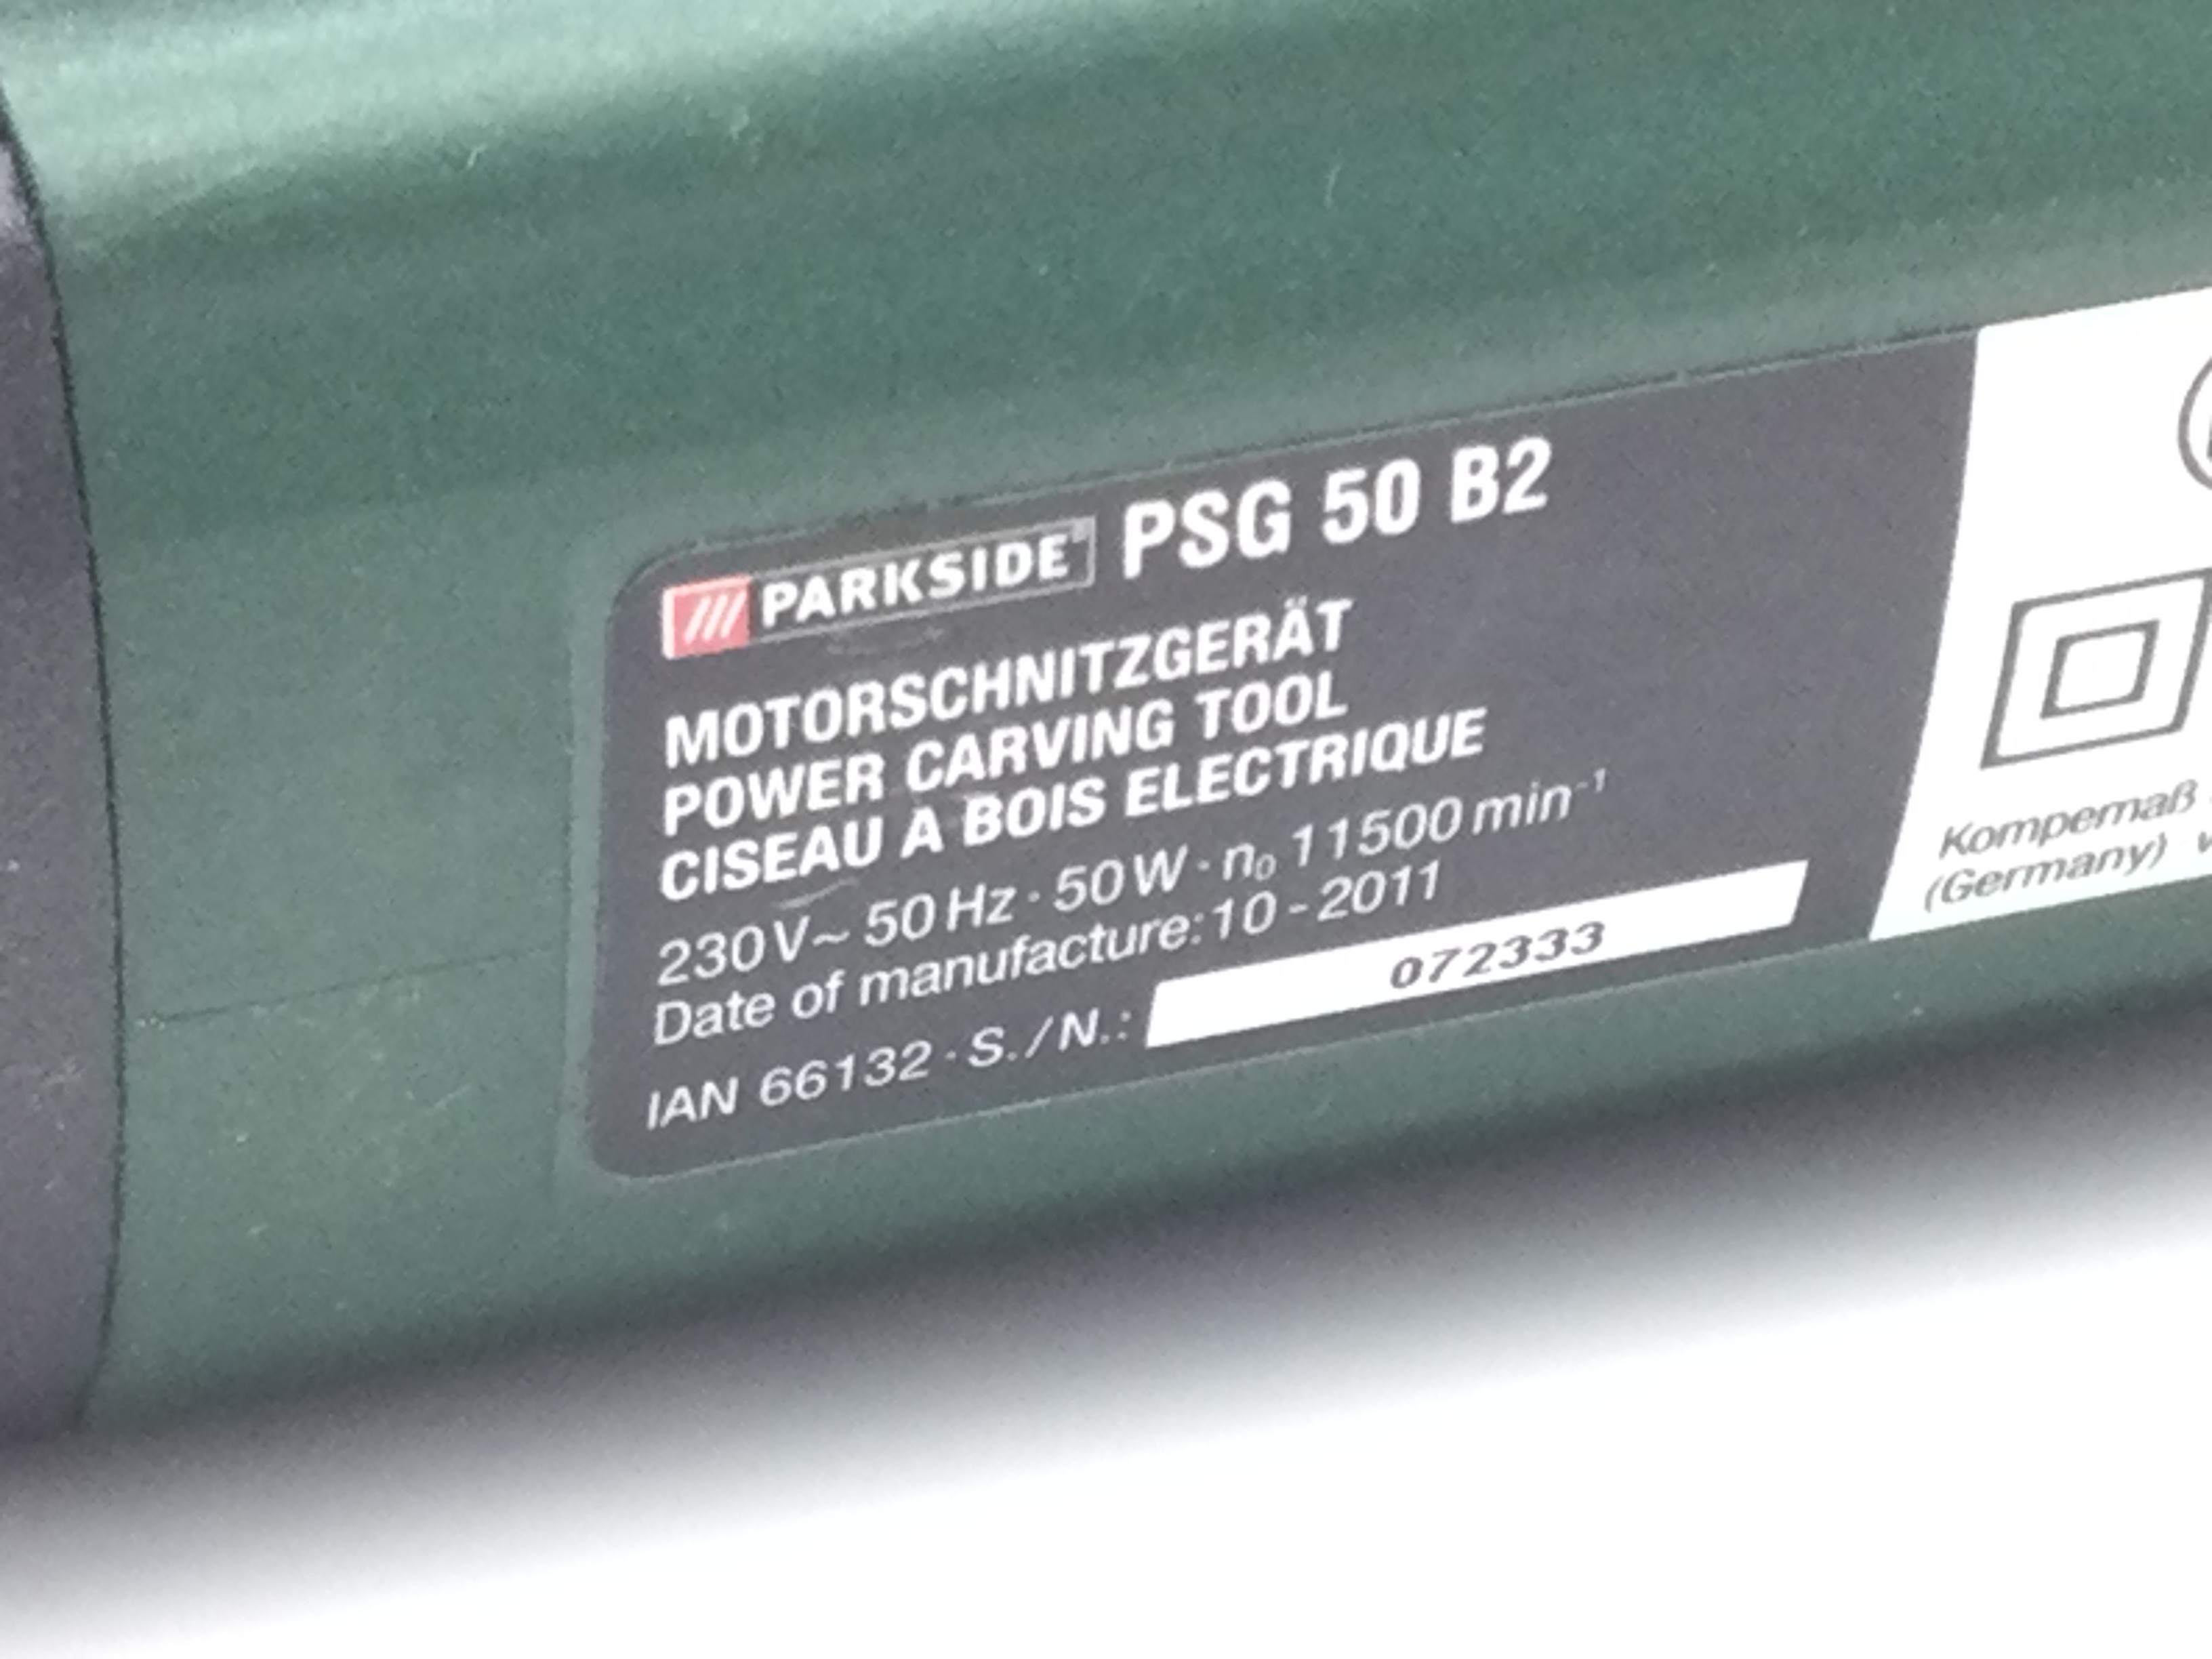 PARKSIDE PSG 50 B2
MOTORSCHNITZGERÄT
POWER CARVING TOOL
CISEAU A BOIS ELECTRIQUE
230 V~ 50 Hz · 50 W · n₀ 11500 min⁻¹
Date of manufacture: 10 - 2011
IAN 66132 · S./N.: 072333
Kompernaß
(Germany)